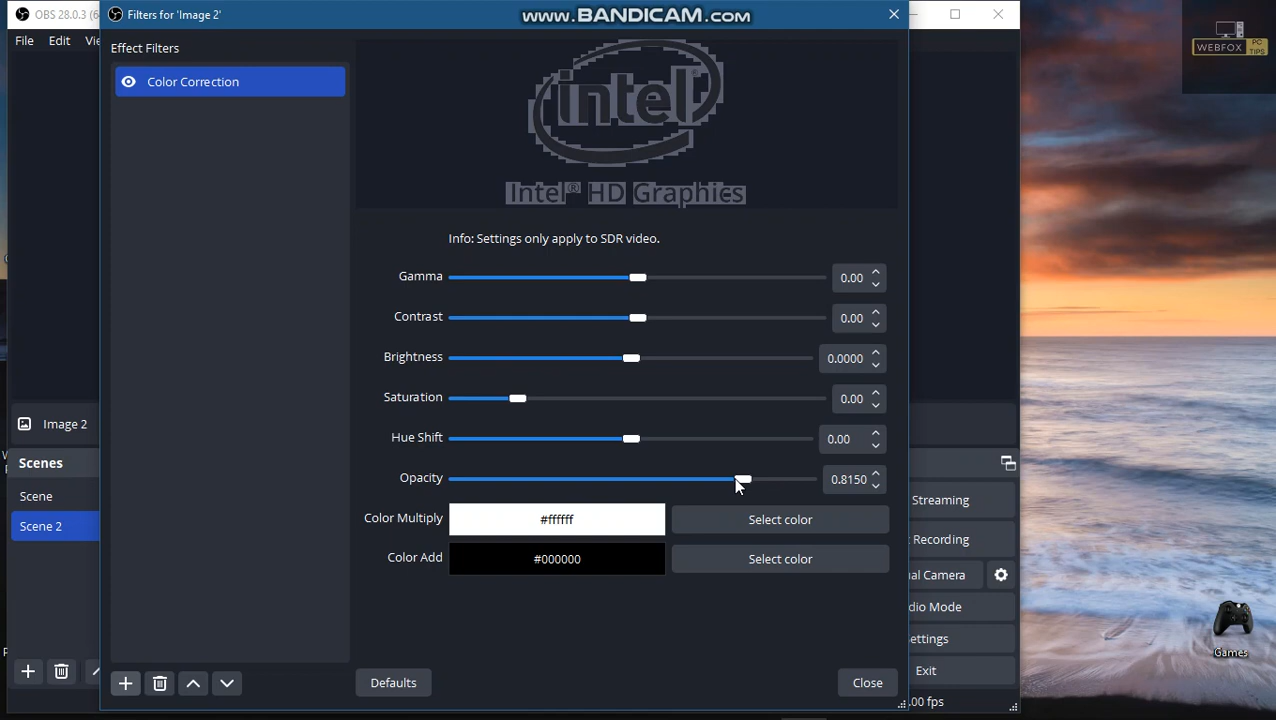 OBS 28.0.3 (6
Filters for 'Image 2'
www.BANDICAM.com
File Edit Vie
Effect Filters
Color Correction
WEBFOX PC TIPS
intel®
Intel® HD Graphics
Info: Settings only apply to SDR video.
Gamma 0.00
Contrast 0.00
Brightness 0.0000
Saturation 0.00
Image 2
Hue Shift 0.00
Scenes
Opacity 0.8150
Scene
Streaming
Color Multiply #ffffff Select color
Scene 2
Recording
Color Add #000000 Select color
al Camera
dio Mode
ettings
Games
Exit
Defaults Close
.00 fps